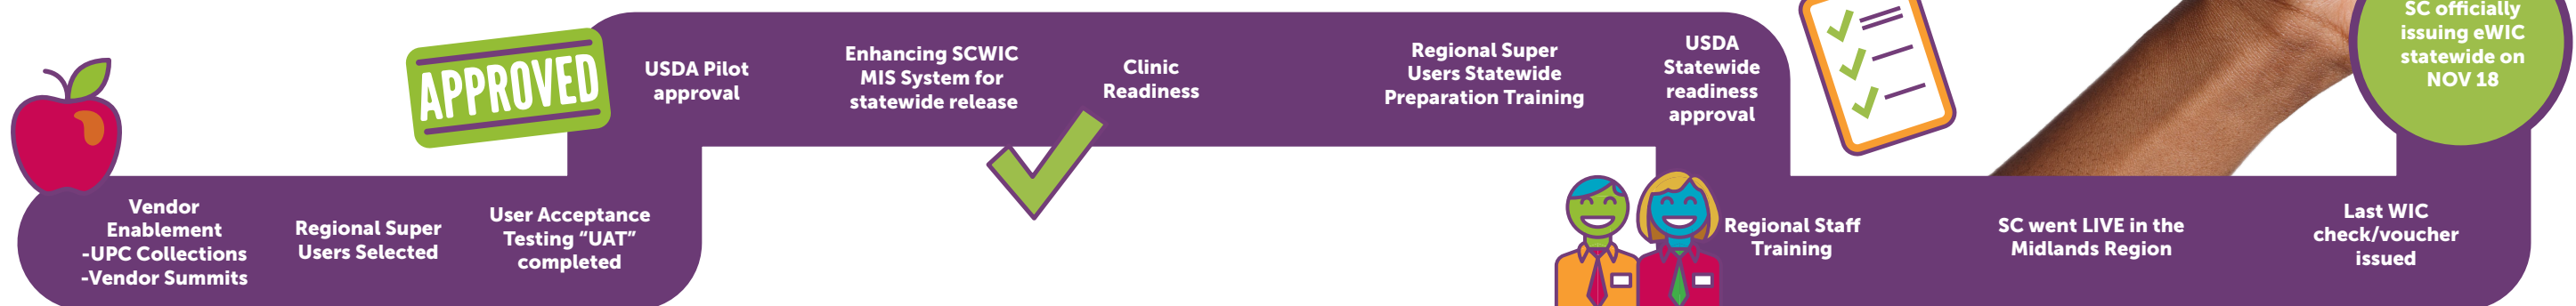 Vendor
Enablement
-UPC Collections
-Vendor Summits
Regional Super
Users Selected
User Acceptance
Testing “UAT”
completed
APPROVED
USDA Pilot
approval
Enhancing SCWIC
MIS System for
statewide release
Clinic
Readiness
Regional Super
Users Statewide
Preparation Training
USDA
Statewide
readiness
approval
Regional Staff
Training
SC went LIVE in the
Midlands Region
Last WIC
check/voucher
issued
SC officially
issuing eWIC
statewide on
NOV 18